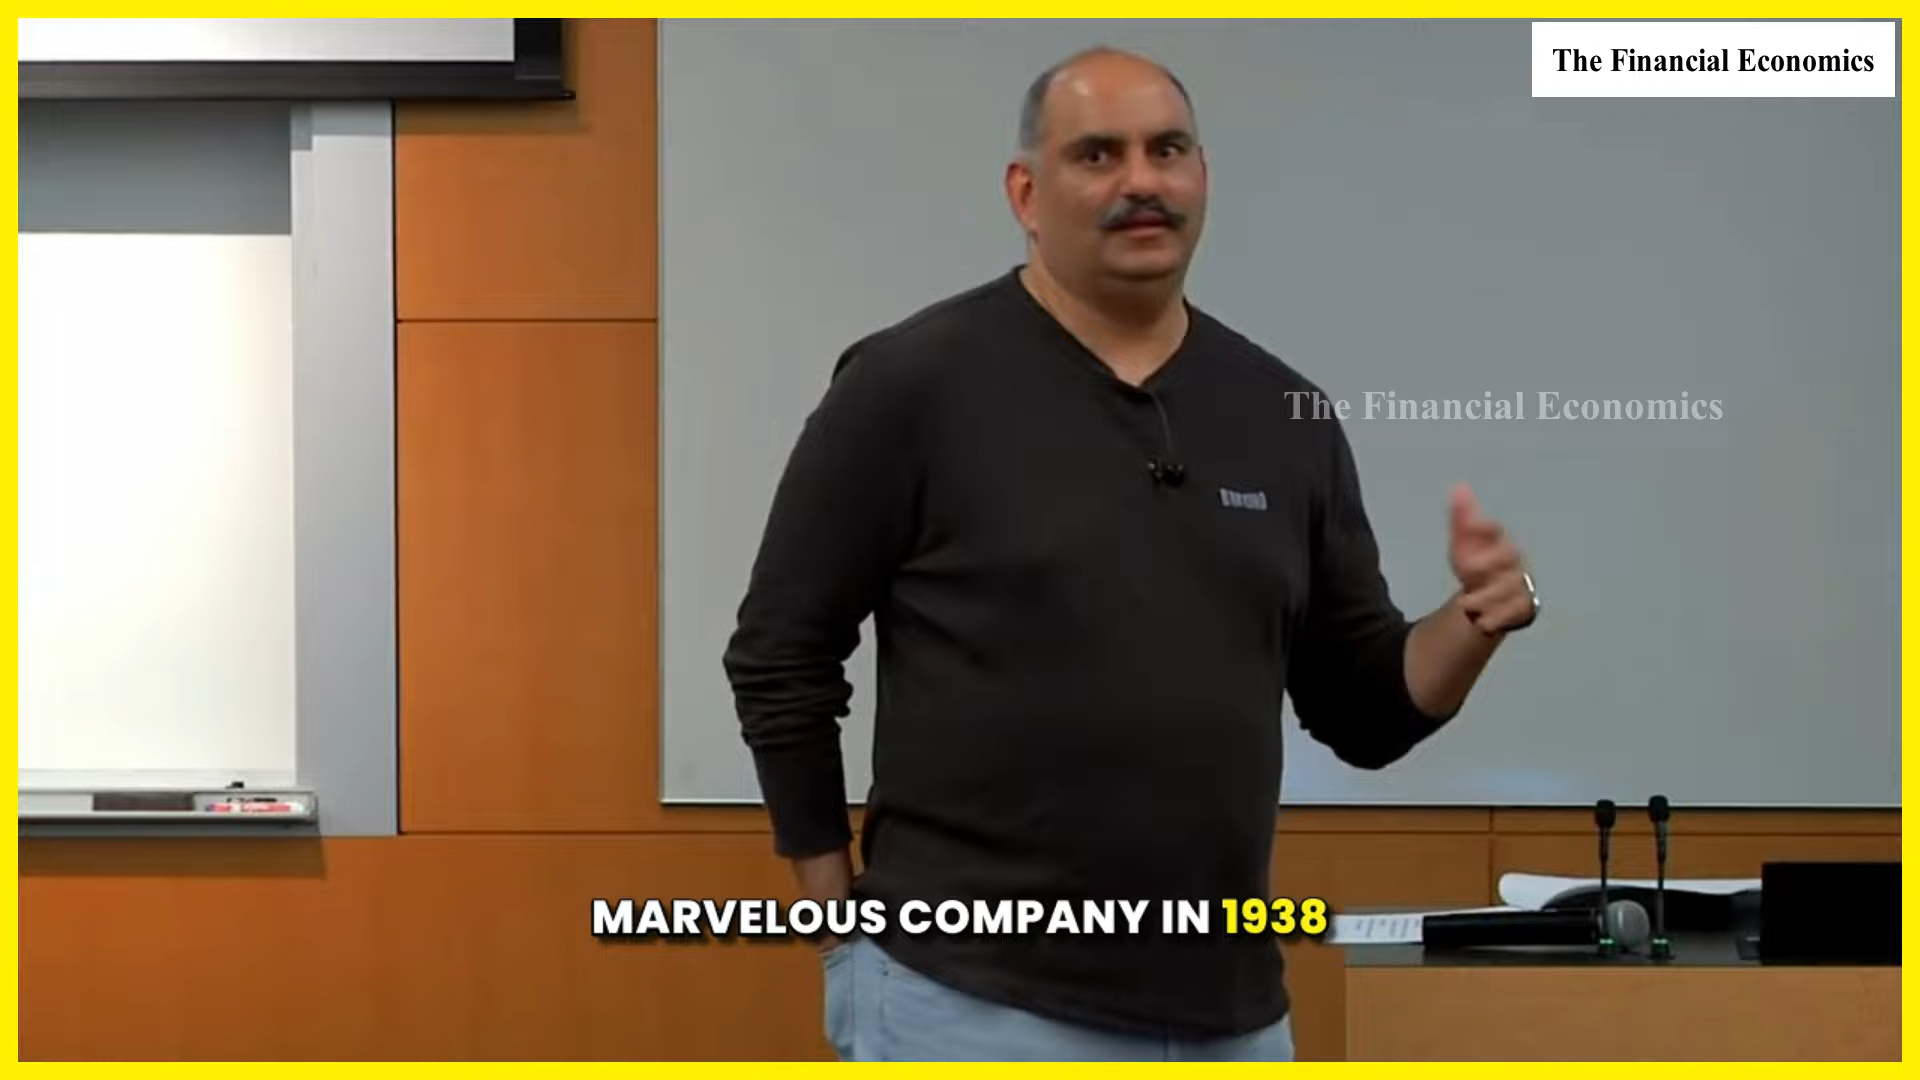 The Financial Economics
The Financial Economics
MARVELOUS COMPANY IN 1938